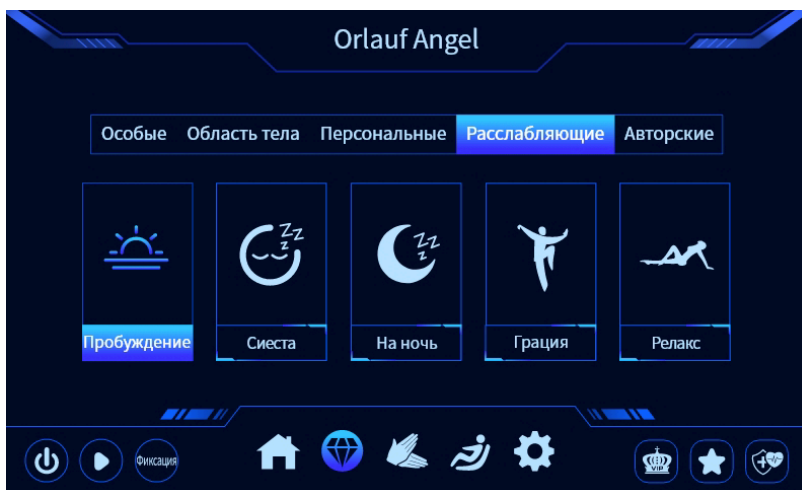 Orlauf Angel
Особые Область тела Персональные Расслабляющие Авторские
Z Z Z
Z Z Z
Пробуждение Сиеста На ночь Грация Релакс
Фиксация
VIP